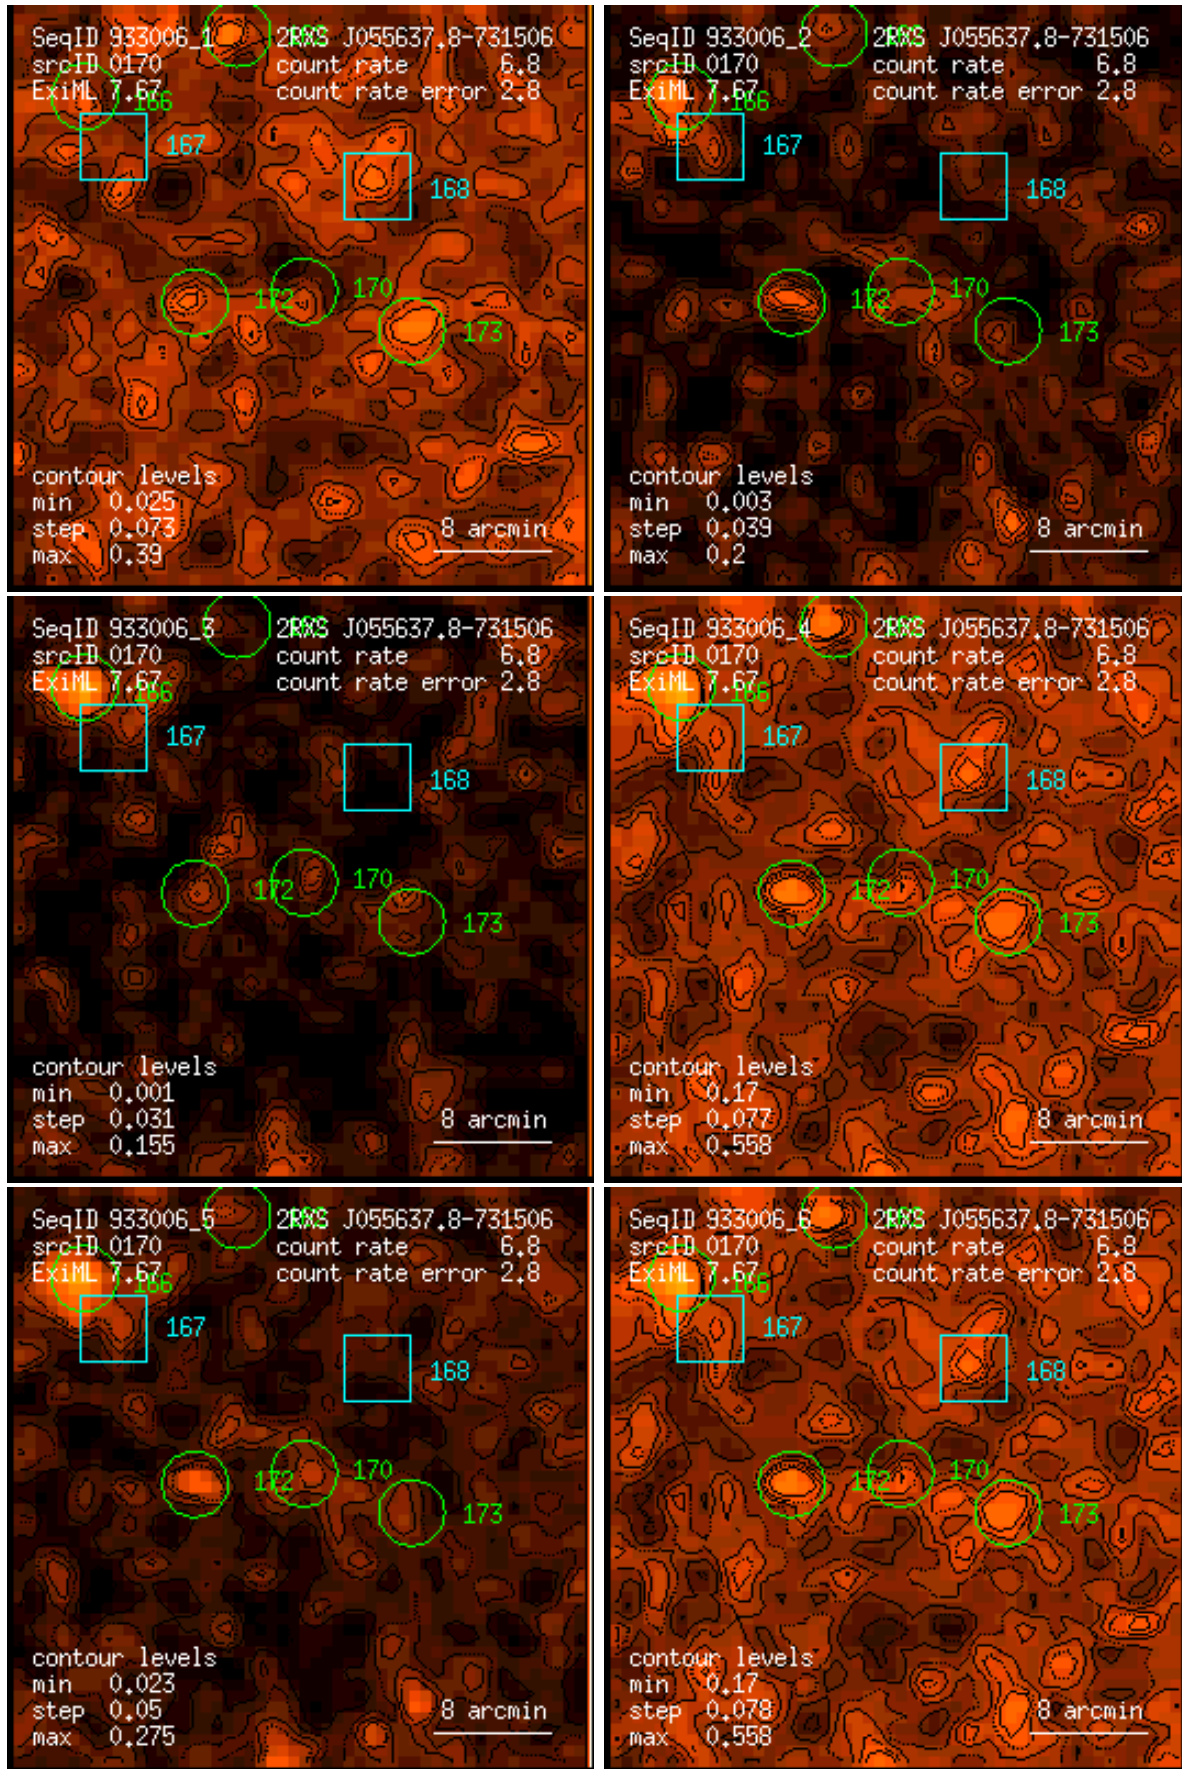 SeqID 933006_1 2RXS J055637.8-731506
srcID 0170 count rate 6.8
ExiML 7.67 count rate error 2.8
166
167
168
172 170
173
contour levels
min 0.025
step 0.073
max 0.39
8 arcmin
SeqID 933006_2 2RXS J055637.8-731506
srcID 0170 count rate 6.8
ExiML 7.67 count rate error 2.8
166
167
168
172 170
173
contour levels
min 0.003
step 0.039
max 0.2
8 arcmin
SeqID 933006_3 2RXS J055637.8-731506
srcID 0170 count rate 6.8
ExiML 7.67 count rate error 2.8
166
167
168
172 170
173
contour levels
min 0.001
step 0.031
max 0.155
8 arcmin
SeqID 933006_4 2RXS J055637.8-731506
srcID 0170 count rate 6.8
ExiML 7.67 count rate error 2.8
166
167
168
172 170
173
contour levels
min 0.17
step 0.077
max 0.558
8 arcmin
SeqID 933006_5 2RXS J055637.8-731506
srcID 0170 count rate 6.8
ExiML 7.67 count rate error 2.8
166
167
168
172 170
173
contour levels
min 0.023
step 0.05
max 0.275
8 arcmin
SeqID 933006_6 2RXS J055637.8-731506
srcID 0170 count rate 6.8
ExiML 7.67 count rate error 2.8
166
167
168
172 170
173
contour levels
min 0.17
step 0.078
max 0.558
8 arcmin